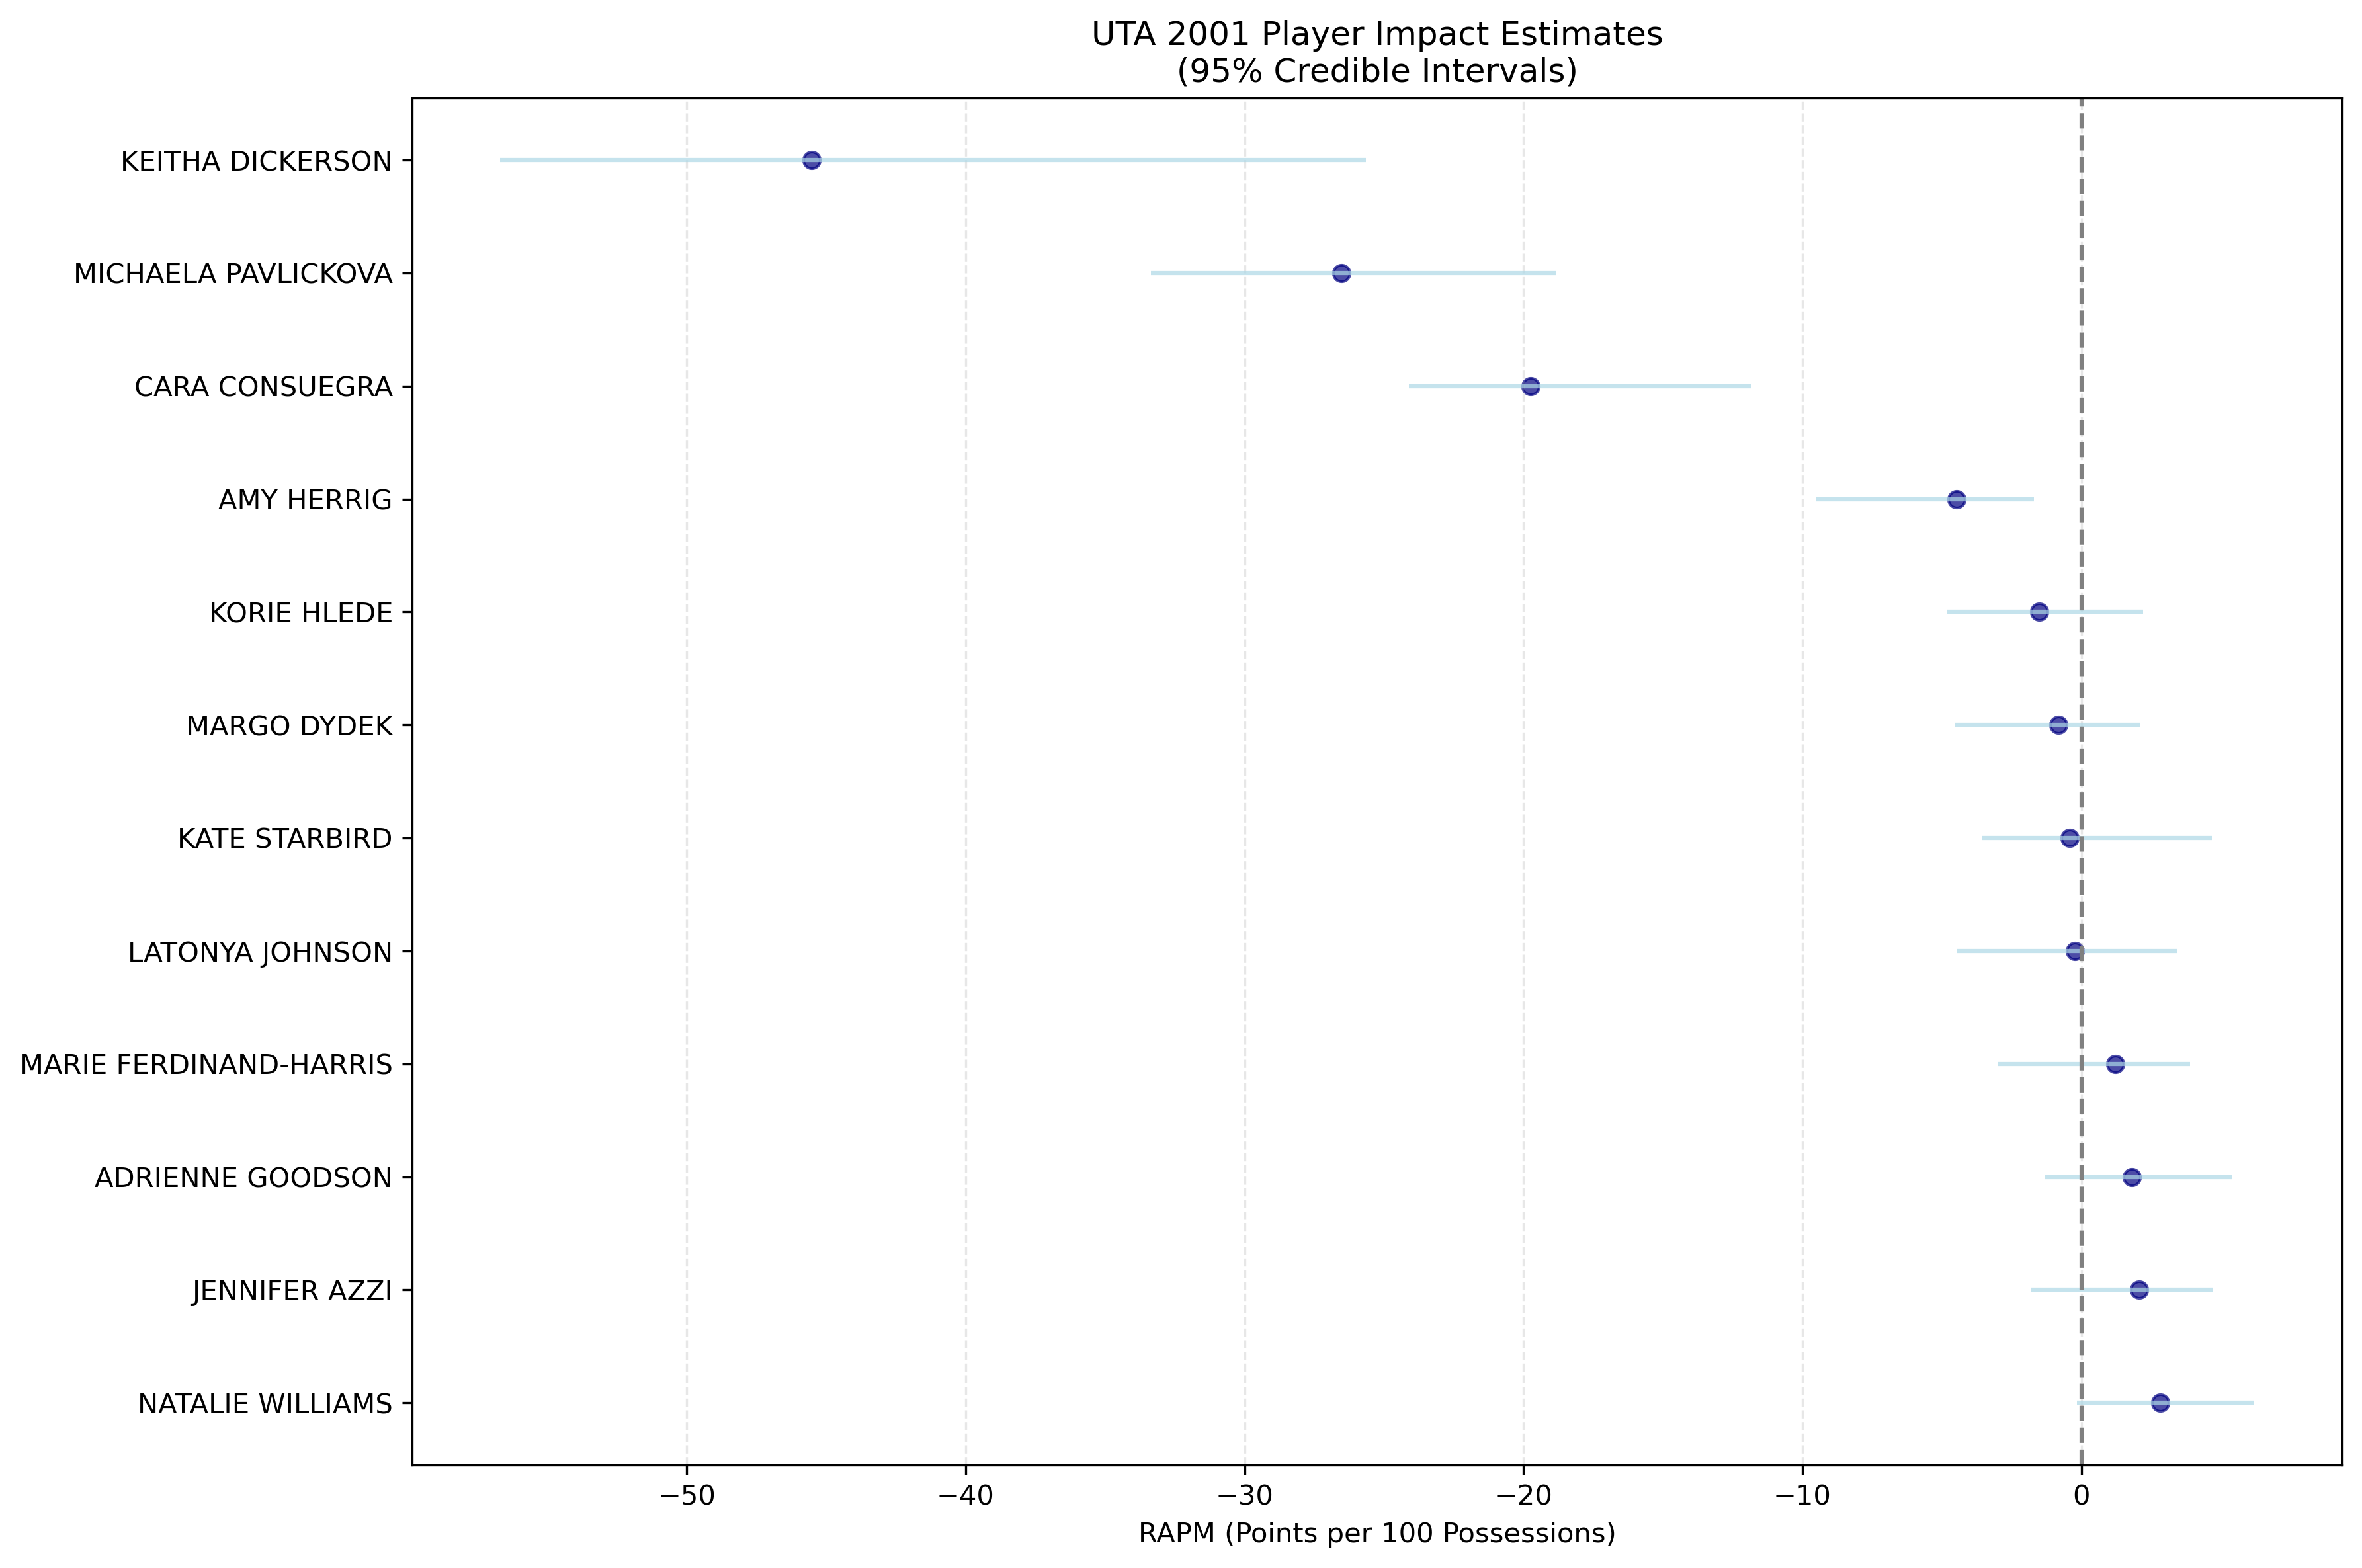 UTA 2001 Player Impact Estimates
(95% Credible Intervals)
KEITHA DICKERSON
MICHAELA PAVLICKOVA
CARA CONSUEGRA
AMY HERRIG
KORIE HLEDE
MARGO DYDEK
KATE STARBIRD
LATONYA JOHNSON
MARIE FERDINAND-HARRIS
ADRIENNE GOODSON
JENNIFER AZZI
NATALIE WILLIAMS
−50 −40 −30 −20 −10 0
RAPM (Points per 100 Possessions)